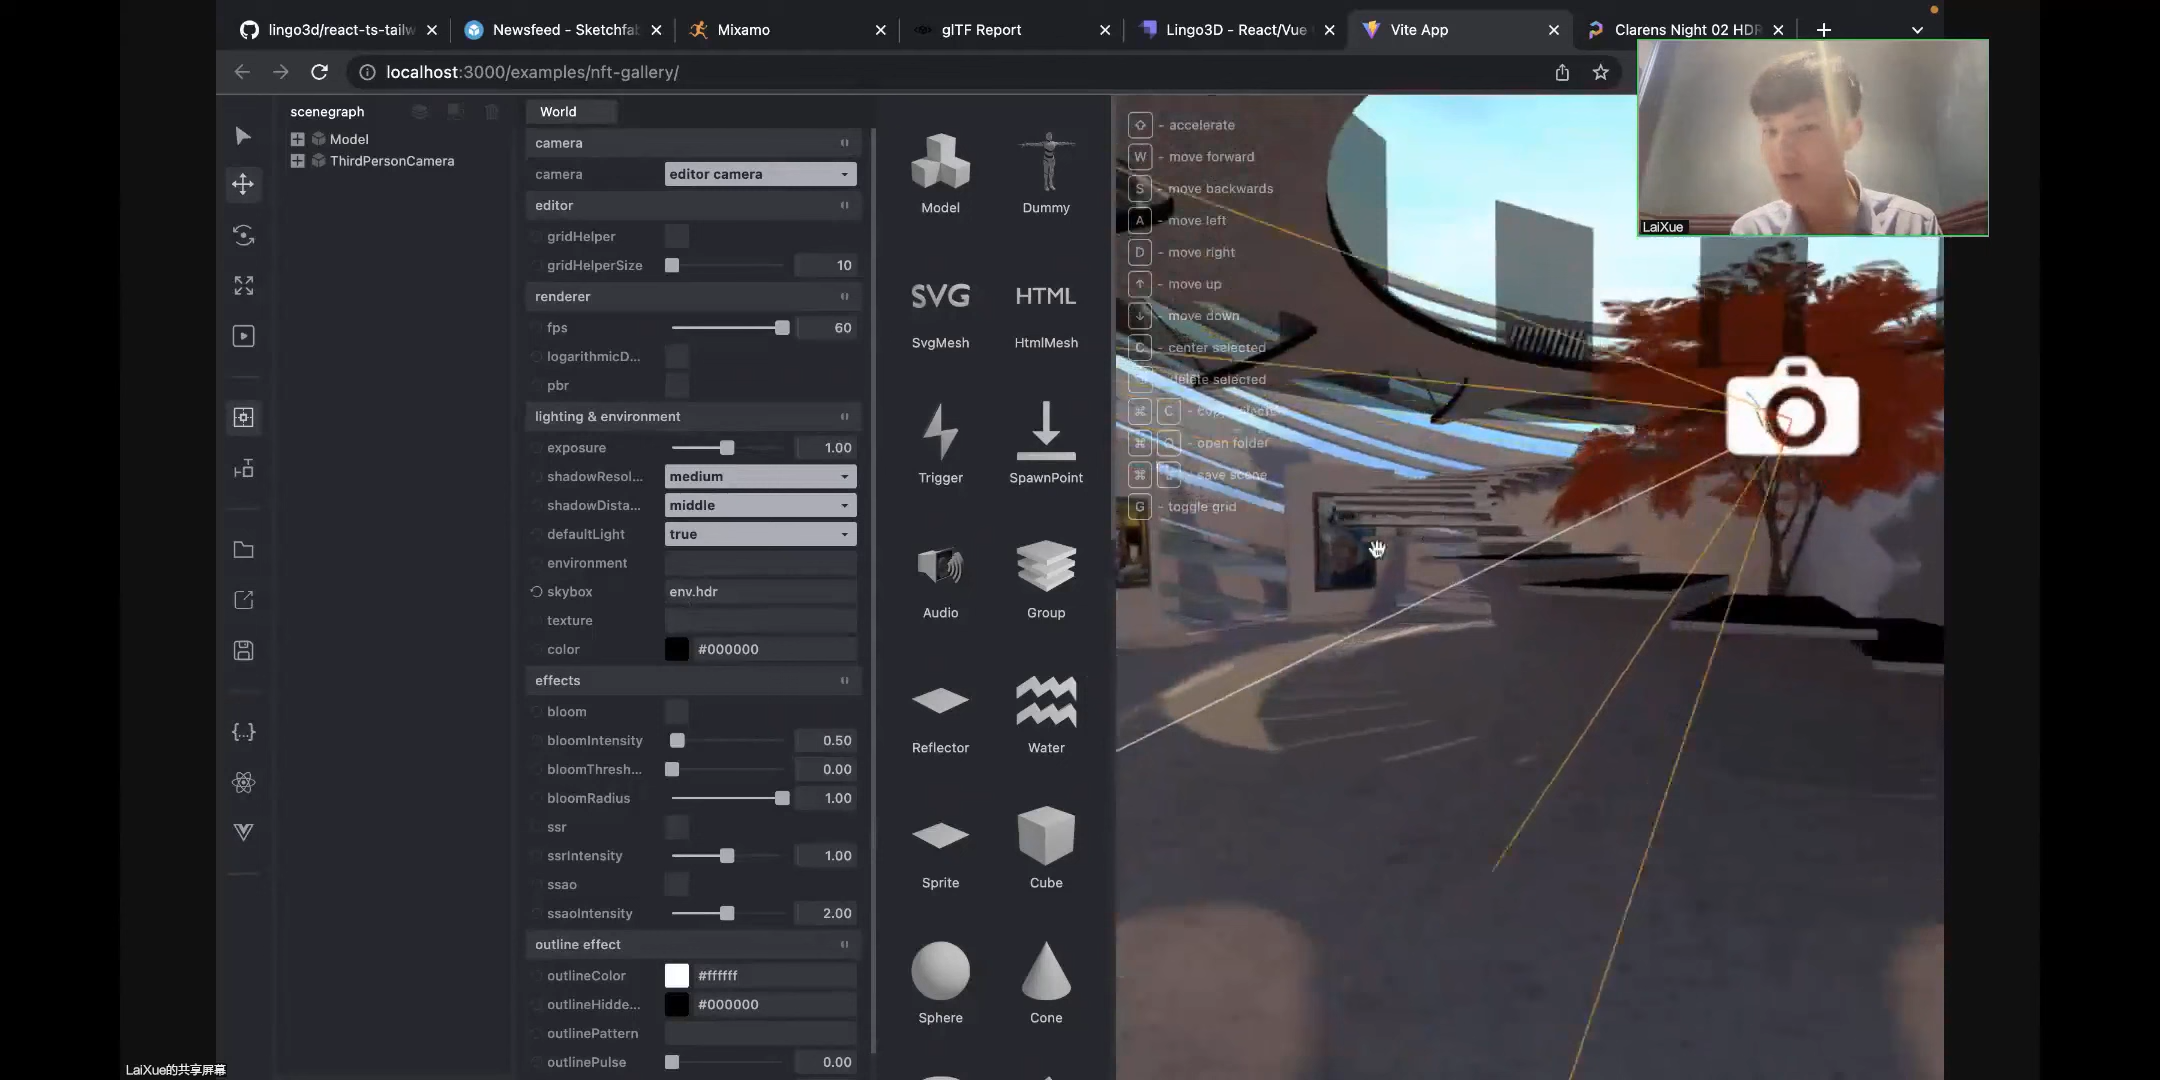 lingo3d/react-ts-tailw
Newsfeed - Sketchfab
Mixamo
glTF Report
Lingo3D - React/Vue
Vite App
Clarens Night 02 HDR
localhost:3000/examples/nft-gallery/
LaiXue
scenegraph
Model
ThirdPersonCamera
World
camera
camera
editor camera
editor
gridHelper
gridHelperSize
10
renderer
fps
60
logarithmicD...
pbr
lighting & environment
exposure
1.00
shadowResol...
medium
shadowDista...
middle
defaultLight
true
environment
skybox
env.hdr
texture
color
#000000
effects
bloom
bloomIntensity
0.50
bloomThresh...
0.00
bloomRadius
1.00
ssr
ssrIntensity
1.00
ssao
ssaoIntensity
2.00
outline effect
outlineColor
#ffffff
outlineHidde...
#000000
outlinePattern
outlinePulse
0.00
Model
Dummy
SVG
HTML
SvgMesh
HtmlMesh
Trigger
SpawnPoint
Audio
Group
Reflector
Water
Sprite
Cube
Sphere
Cone
- accelerate
W - move forward
S - move backwards
A - move left
D - move right
↑ - move up
↓ - move down
C - center selected
- delete selected
⌘ C - copy selected
⌘ O - open folder
⌘ - save scene
G - toggle grid
LaiXue的共享屏幕